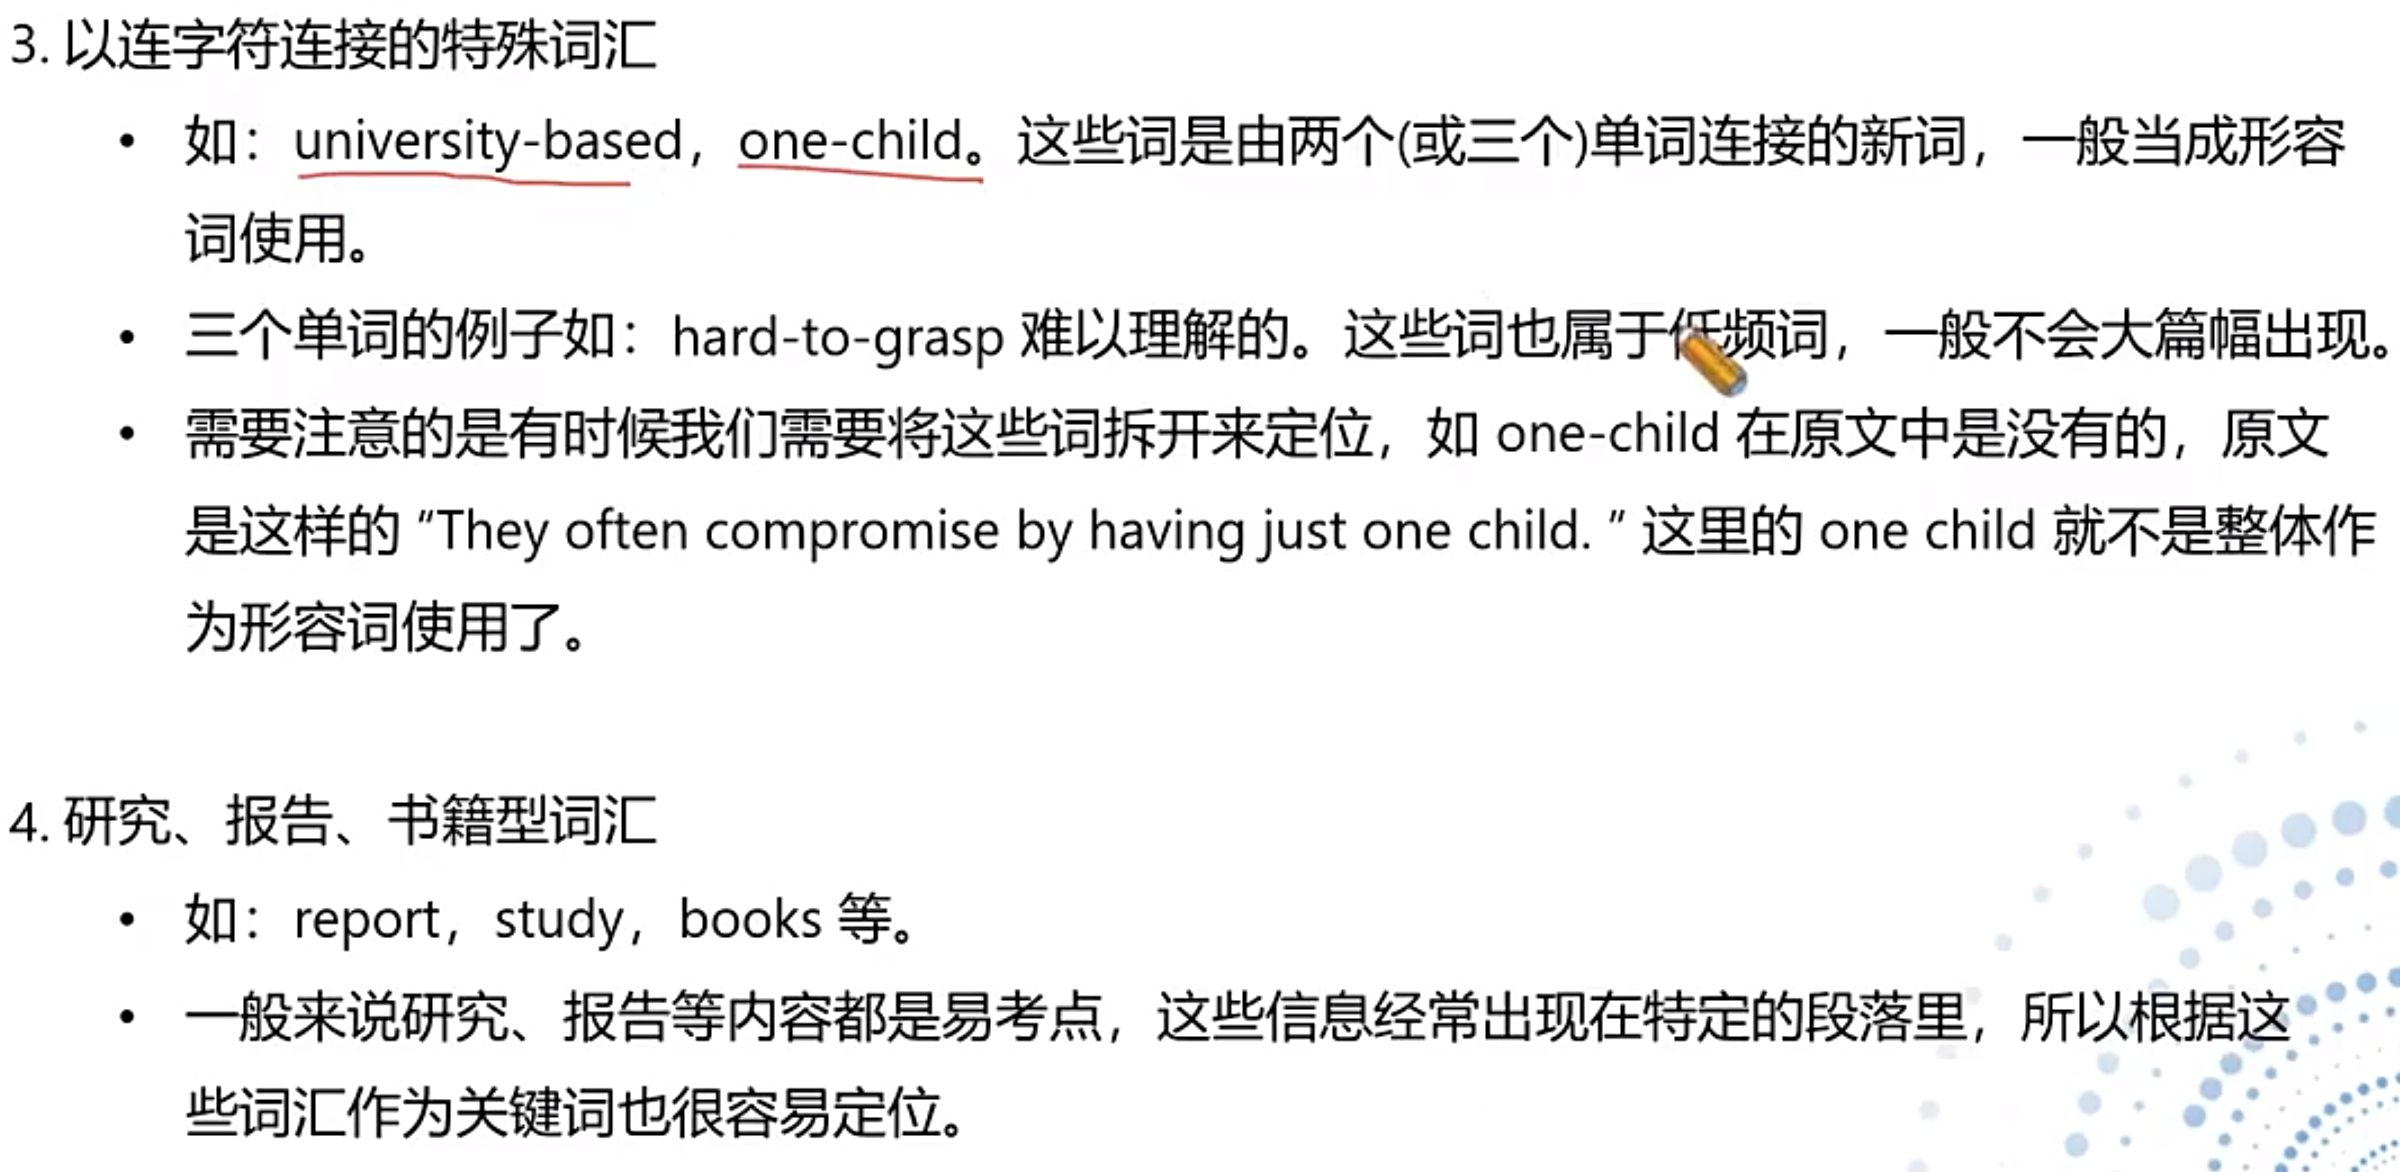 3. 以连字符连接的特殊词汇
• 如：university-based，one-child。这些词是由两个(或三个)单词连接的新词，一般当成形容
词使用。
• 三个单词的例子如：hard-to-grasp 难以理解的。这些词也属于低频词，一般不会大篇幅出现。
• 需要注意的是有时候我们需要将这些词拆开来定位，如 one-child 在原文中是没有的，原文
是这样的 “They often compromise by having just one child. ” 这里的 one child 就不是整体作
为形容词使用了。
4. 研究、报告、书籍型词汇
• 如：report，study，books 等。
• 一般来说研究、报告等内容都是易考点，这些信息经常出现在特定的段落里，所以根据这
些词汇作为关键词也很容易定位。